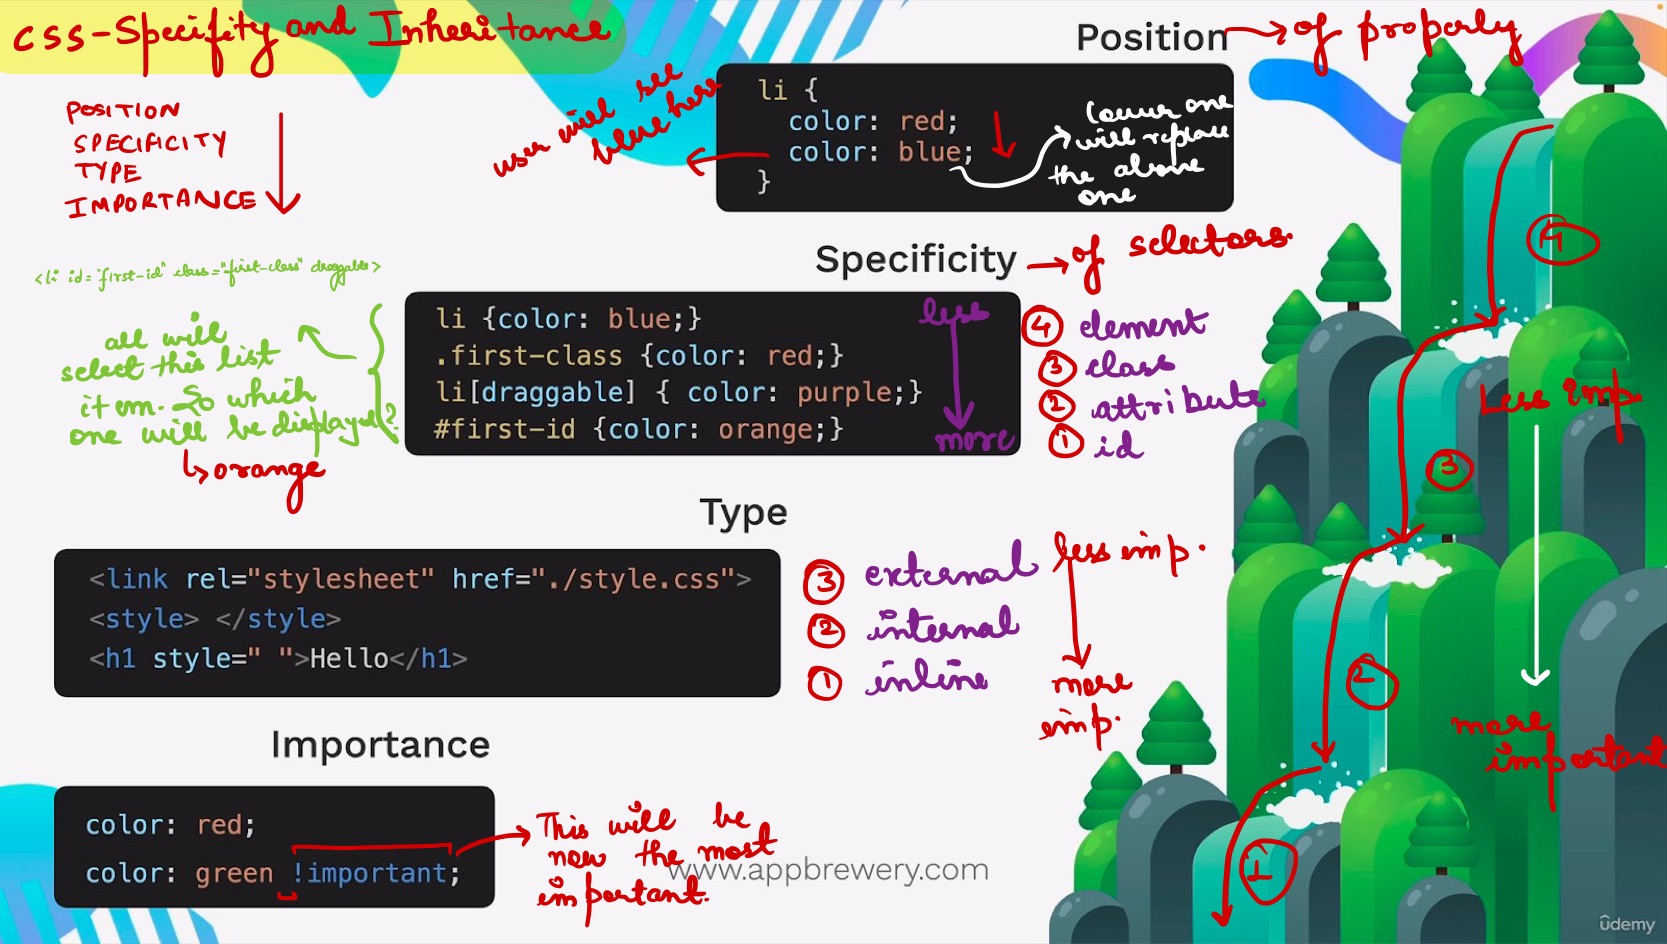 css-Specifity and Inheritance
POSITION
SPECIFICITY
TYPE
IMPORTANCE
Position
of property
user will see
blue here
li {
color: red;
color: blue;
}
lower one
will replace
the above
one
Specificity
of selectors.
<li id="first-id" class="first-class" draggable>
all will
select this list
item. So which
one will be displayed?
orange
li {color: blue;}
.first-class {color: red;}
li[draggable] { color: purple;}
#first-id {color: orange;}
less
more
4 element
3 class
2 attribute
1 id
Type
<link rel="stylesheet" href="./style.css">
<style> </style>
<h1 style=" ">Hello</h1>
3 external
2 internal
1 inline
less imp.
more
imp.
Importance
color: red;
color: green !important;
This will be
now the most
important.
www.appbrewery.com
4
3
2
1
Less imp.
more
important
ûdemy